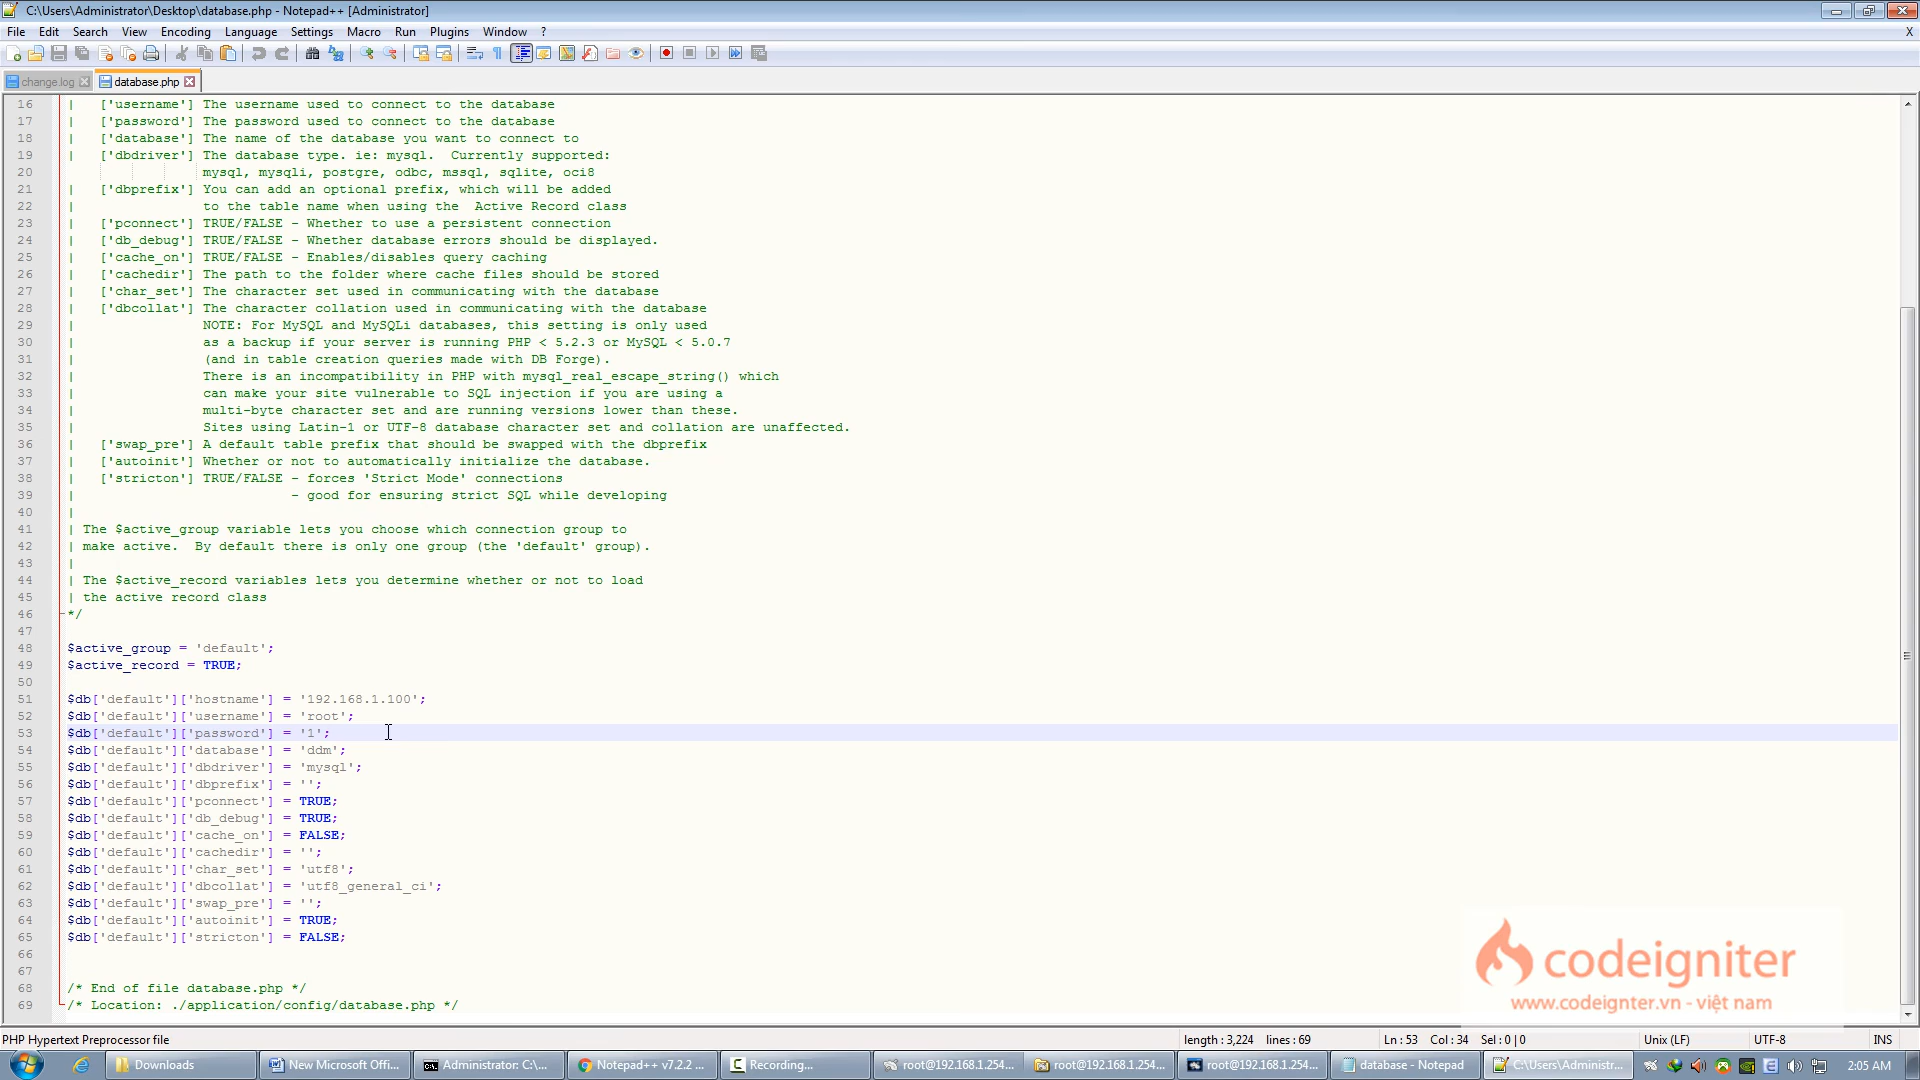 C:\Users\Administrator\Desktop\database.php - Notepad++ [Administrator]
File Edit Search View Encoding Language Settings Macro Run Plugins Window ? X
change.log database.php
16 | ['username'] The username used to connect to the database
17 | ['password'] The password used to connect to the database
18 | ['database'] The name of the database you want to connect to
19 | ['dbdriver'] The database type. ie: mysql.  Currently supported:
20 mysql, mysqli, postgre, odbc, mssql, sqlite, oci8
21 | ['dbprefix'] You can add an optional prefix, which will be added
22 | to the table name when using the  Active Record class
23 | ['pconnect'] TRUE/FALSE - Whether to use a persistent connection
24 | ['db_debug'] TRUE/FALSE - Whether database errors should be displayed.
25 | ['cache_on'] TRUE/FALSE - Enables/disables query caching
26 | ['cachedir'] The path to the folder where cache files should be stored
27 | ['char_set'] The character set used in communicating with the database
28 | ['dbcollat'] The character collation used in communicating with the database
29 | NOTE: For MySQL and MySQLi databases, this setting is only used
30 | as a backup if your server is running PHP < 5.2.3 or MySQL < 5.0.7
31 | (and in table creation queries made with DB Forge).
32 | There is an incompatibility in PHP with mysql_real_escape_string() which
33 | can make your site vulnerable to SQL injection if you are using a
34 | multi-byte character set and are running versions lower than these.
35 | Sites using Latin-1 or UTF-8 database character set and collation are unaffected.
36 | ['swap_pre'] A default table prefix that should be swapped with the dbprefix
37 | ['autoinit'] Whether or not to automatically initialize the database.
38 | ['stricton'] TRUE/FALSE - forces 'Strict Mode' connections
39 | - good for ensuring strict SQL while developing
40 |
41 | The $active_group variable lets you choose which connection group to
42 | make active.  By default there is only one group (the 'default' group).
43 |
44 | The $active_record variables lets you determine whether or not to load
45 | the active record class
46 */
47
48 $active_group = 'default';
49 $active_record = TRUE;
50
51 $db['default']['hostname'] = '192.168.1.100';
52 $db['default']['username'] = 'root';
53 $db['default']['password'] = '1';
54 $db['default']['database'] = 'ddm';
55 $db['default']['dbdriver'] = 'mysql';
56 $db['default']['dbprefix'] = '';
57 $db['default']['pconnect'] = TRUE;
58 $db['default']['db_debug'] = TRUE;
59 $db['default']['cache_on'] = FALSE;
60 $db['default']['cachedir'] = '';
61 $db['default']['char_set'] = 'utf8';
62 $db['default']['dbcollat'] = 'utf8_general_ci';
63 $db['default']['swap_pre'] = '';
64 $db['default']['autoinit'] = TRUE;
65 $db['default']['stricton'] = FALSE;
66
67
68 /* End of file database.php */
69 /* Location: ./application/config/database.php */
codeigniter
www.codeignter.vn - việt nam
PHP Hypertext Preprocessor file length : 3,224 lines : 69 Ln : 53 Col : 34 Sel : 0 | 0 Unix (LF) UTF-8 INS
Downloads New Microsoft Offi... Administrator: C:\... Notepad++ v7.2.2 ... Recording... root@192.168.1.254... root@192.168.1.254... root@192.168.1.254... database - Notepad C:\Users\Administr... 2:05 AM